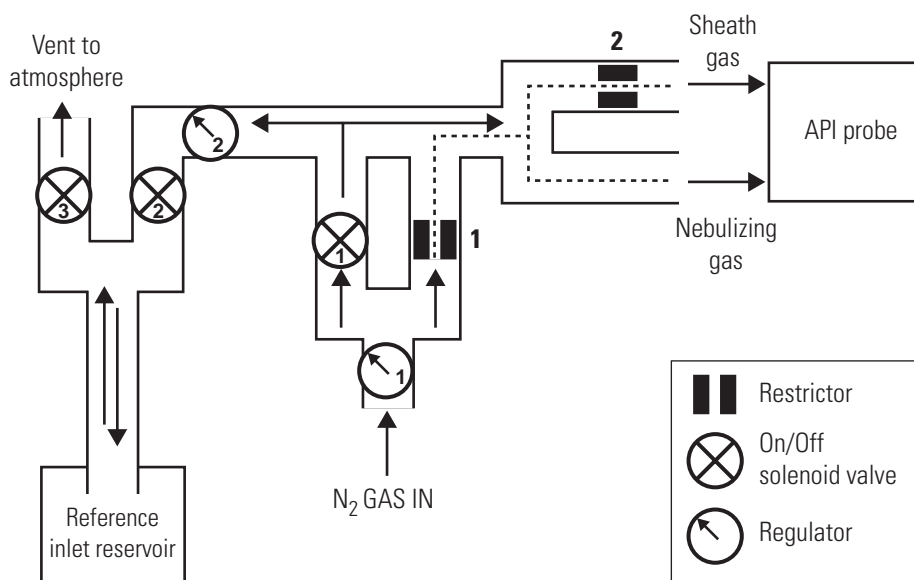 Vent to
atmosphere
2
Sheath
gas
API probe
2
3
2
1
1
Nebulizing
gas
1
N2 GAS IN
Reference
inlet reservoir
Restrictor
On/Off
solenoid valve
Regulator